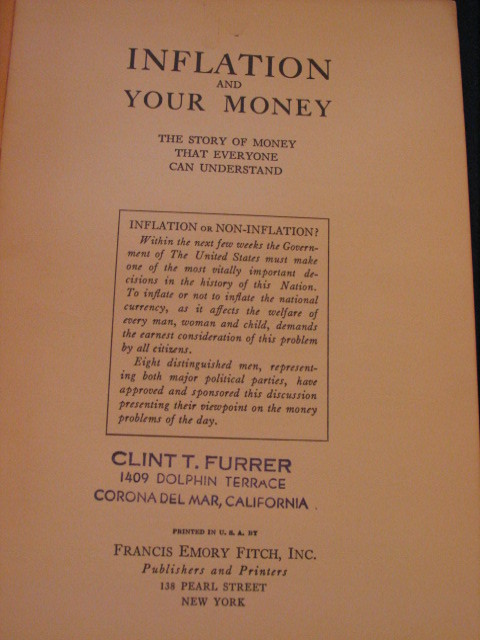 INFLATION
AND
YOUR MONEY
THE STORY OF MONEY
THAT EVERYONE
CAN UNDERSTAND
INFLATION OR NON-INFLATION?
Within the next few weeks the Govern-
ment of The United States must make
one of the most vitally important de-
cisions in the history of this Nation.
To inflate or not to inflate the national
currency, as it affects the welfare of
every man, woman and child, demands
the earnest consideration of this problem
by all citizens.
Eight distinguished men, represent-
ing both major political parties, have
approved and sponsored this discussion
presenting their viewpoint on the money
problems of the day.
CLINT T. FURRER
1409 DOLPHIN TERRACE
CORONA DEL MAR, CALIFORNIA
PRINTED IN U. S. A. BY
FRANCIS EMORY FITCH, INC.
Publishers and Printers
138 PEARL STREET
NEW YORK